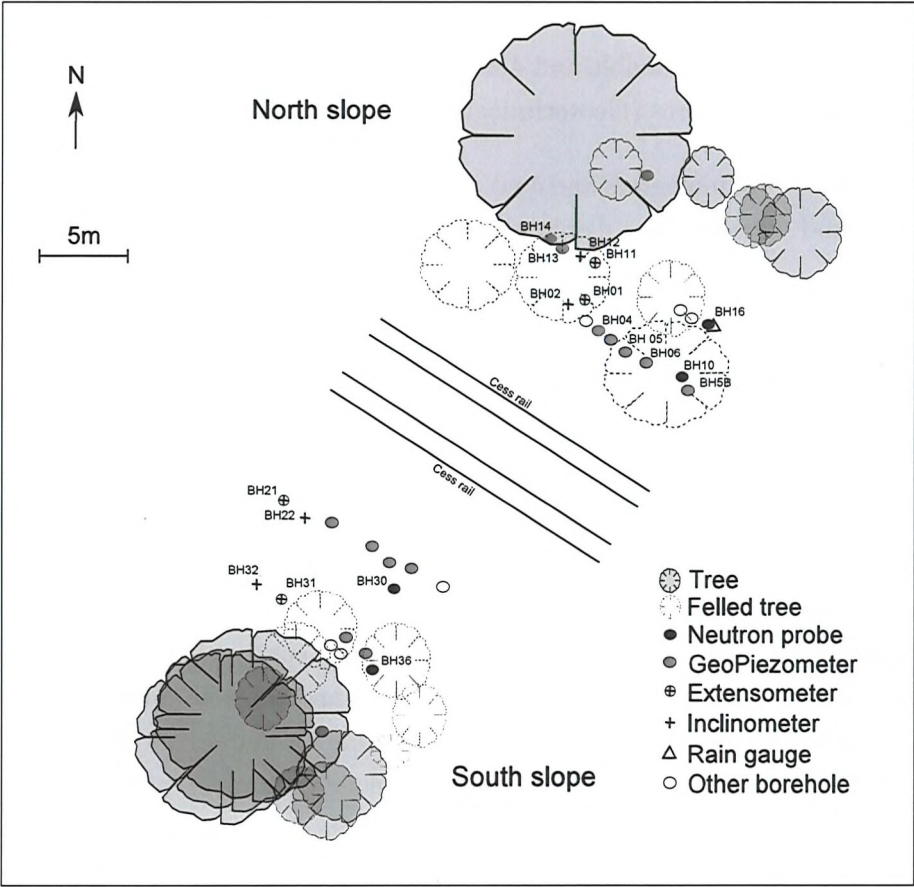 N
North slope
5m
BH14
BH12
BH13
BH11
BH02
BH01
BH04
BH16
BH 05
BH06
BH10
BH5B
Cess rail
Cess rail
BH21
BH22
BH32
BH31
BH30
BH36
South slope
Tree
Felled tree
Neutron probe
GeoPiezometer
Extensometer
Inclinometer
Rain gauge
Other borehole